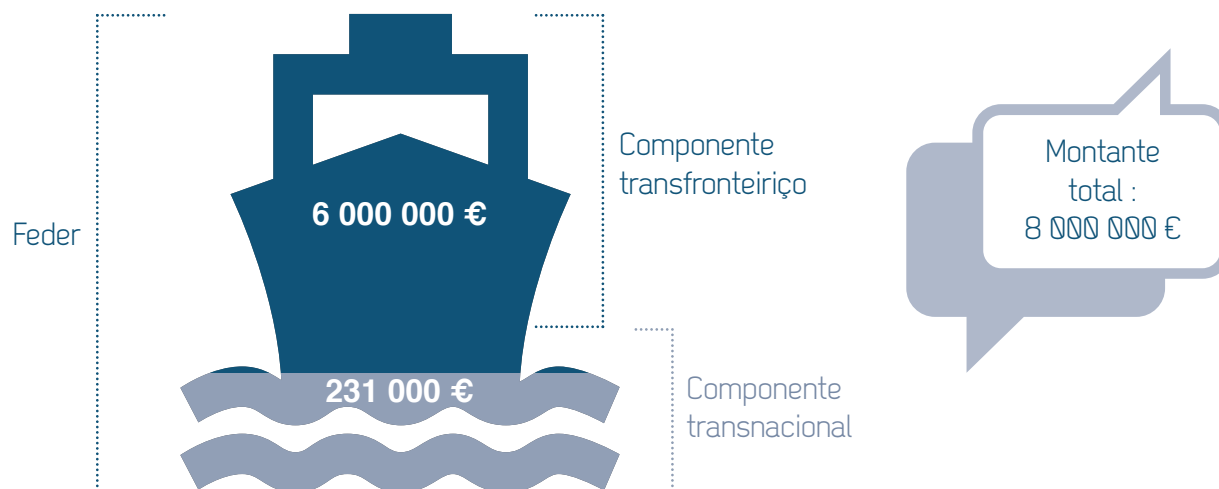 Feder
6 000 000 €
231 000 €
Componente
transfronteiriço
Componente
transnacional
Montante
total :
8 000 000 €